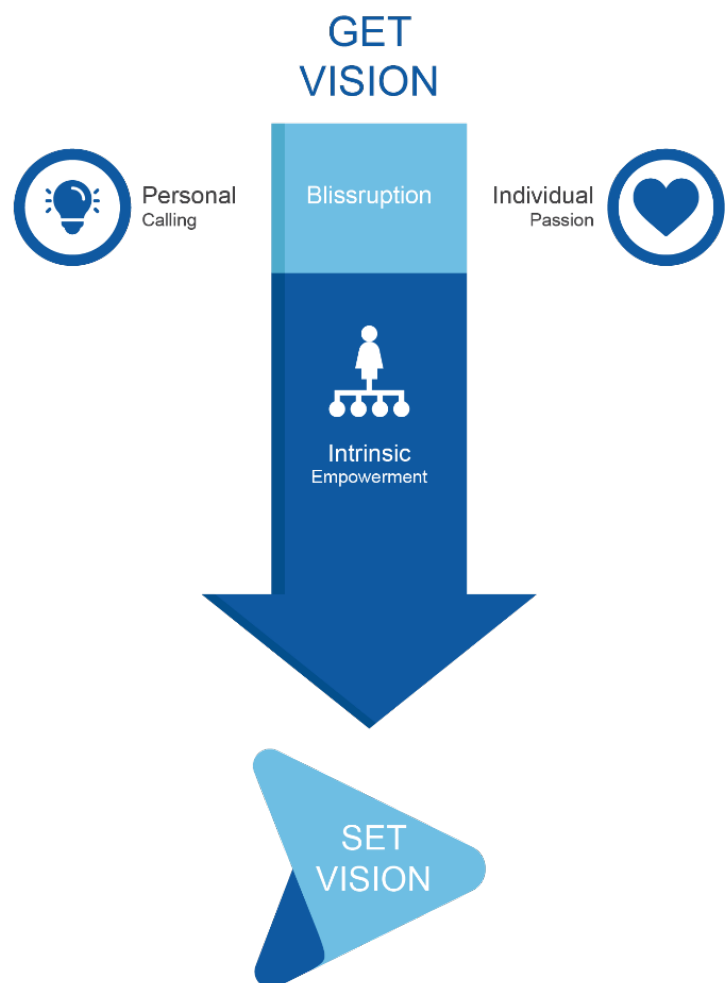 GET
VISION
Personal
Calling
Blissruption
Individual
Passion
Intrinsic
Empowerment
SET
VISION